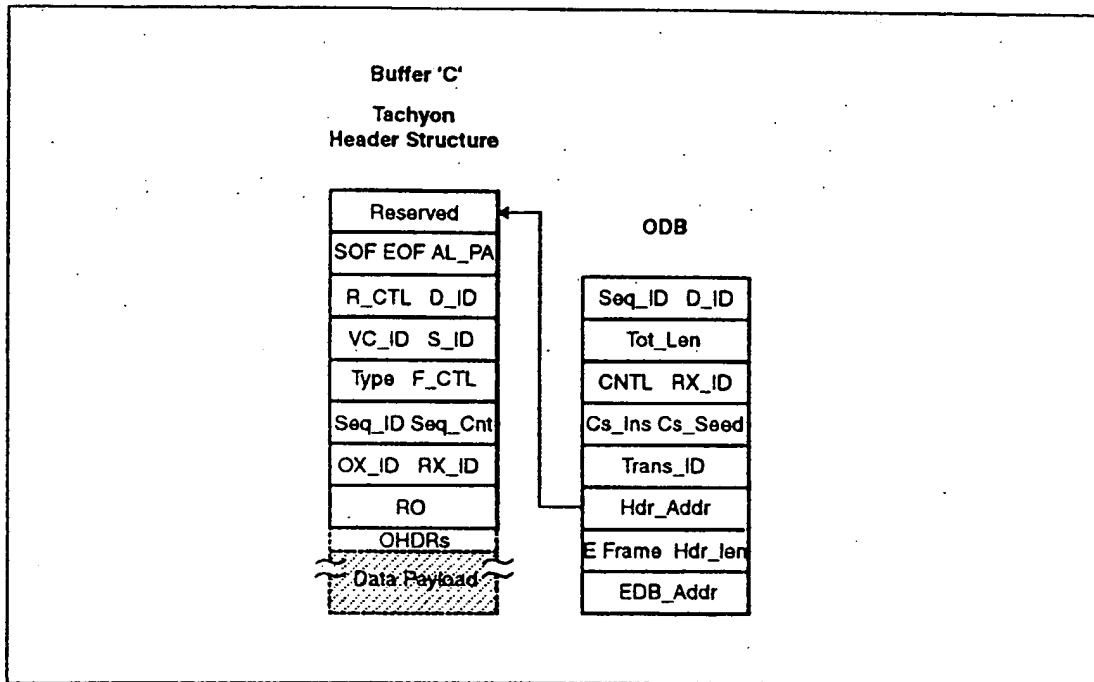 Buffer 'C'
Tachyon
Header Structure
Reserved
SOF EOF AL_PA
R_CTL D_ID
VC_ID S_ID
Type F_CTL
Seq_ID Seq_Cnt
OX_ID RX_ID
RO
OHDRs
Data Payload
ODB
Seq_ID D_ID
Tot_Len
CNTL RX_ID
Cs_Ins Cs_Seed
Trans_ID
Hdr_Addr
E Frame Hdr_len
EDB_Addr